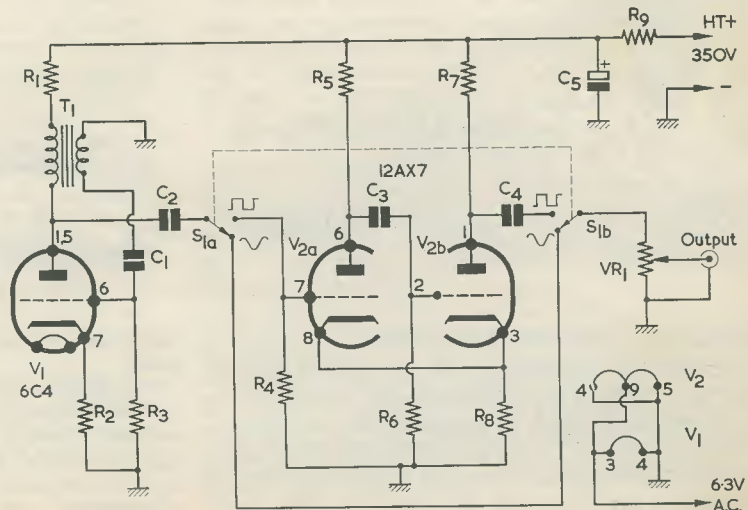 R1
T1
C2
S1a
C1
1,5
6
7
V1
6C4
R2
R3
R5
R7
12AX7
C3
C4
V2a
V2b
6
1
7
2
8
3
R4
R6
R8
S1b
R9
HT+
350V
C5
+
−
Output
VR1
4
9
5
V2
V1
3
4
6·3V
A.C.